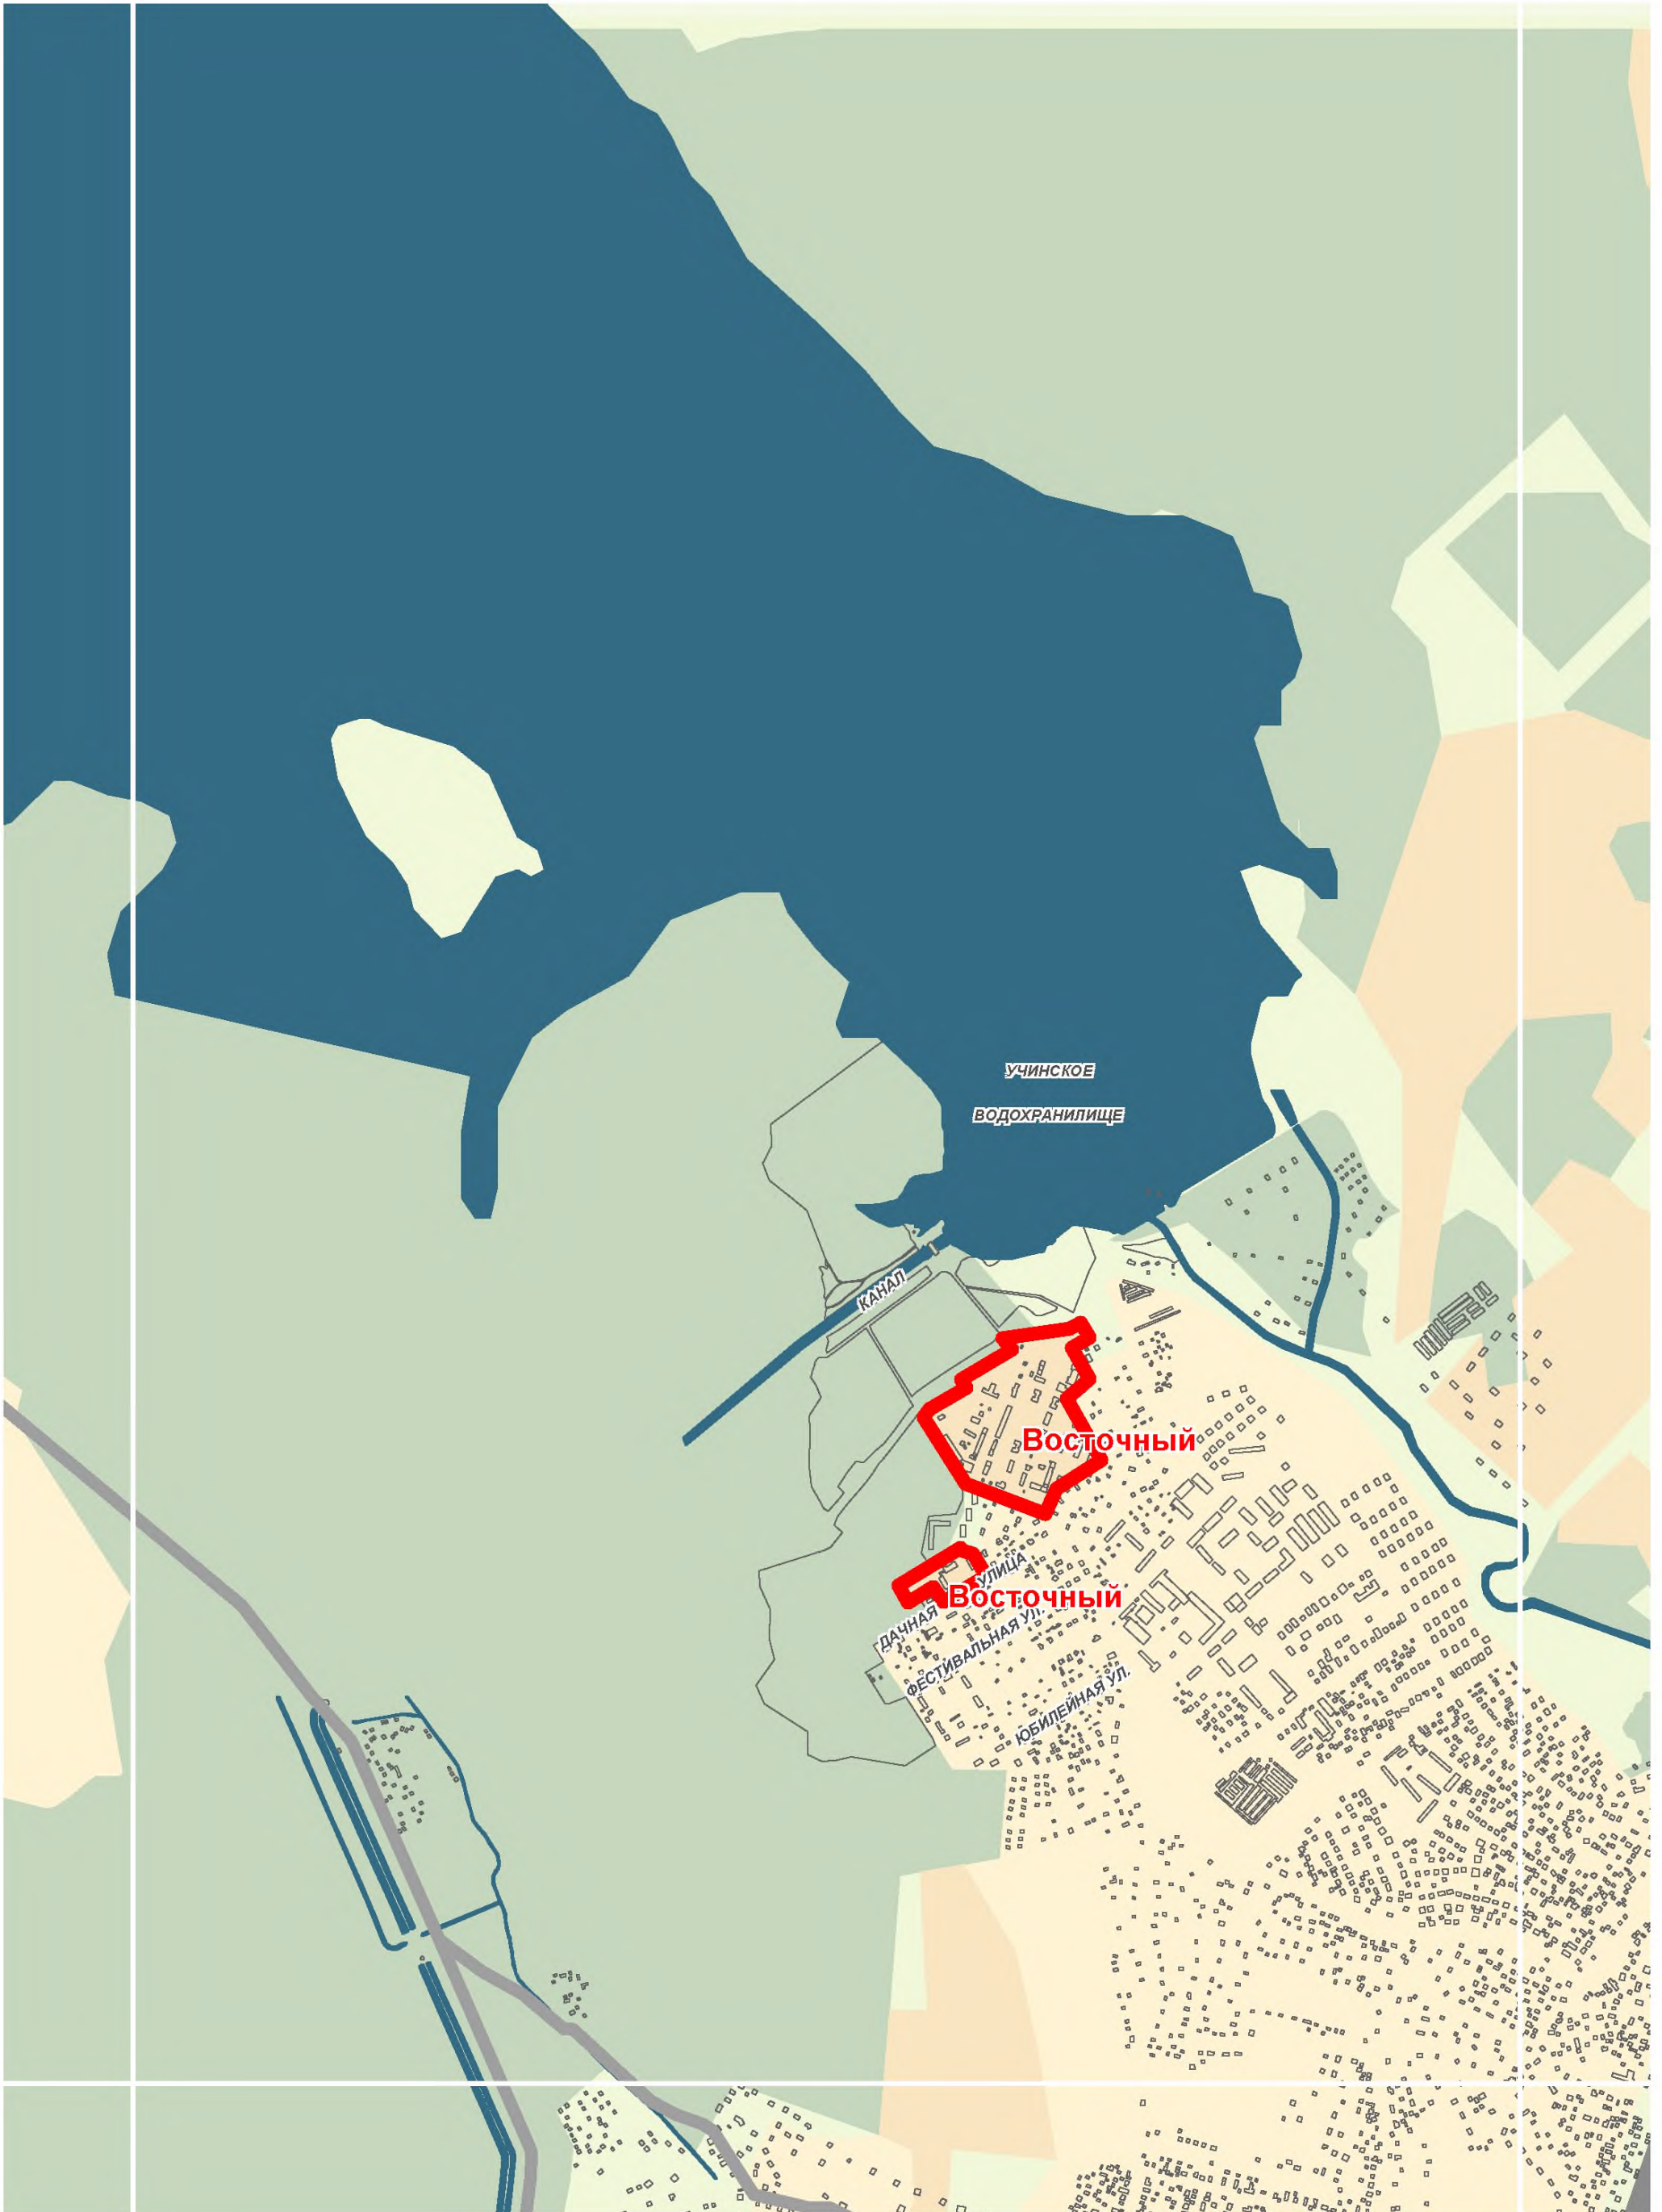 УЧИНСКОЕ
ВОДОХРАНИЛИЩЕ
КАНАЛ
Восточный
ДАЧНАЯ УЛИЦА
Восточный
ФЕСТИВАЛЬНАЯ УЛ.
ЮБИЛЕЙНАЯ УЛ.